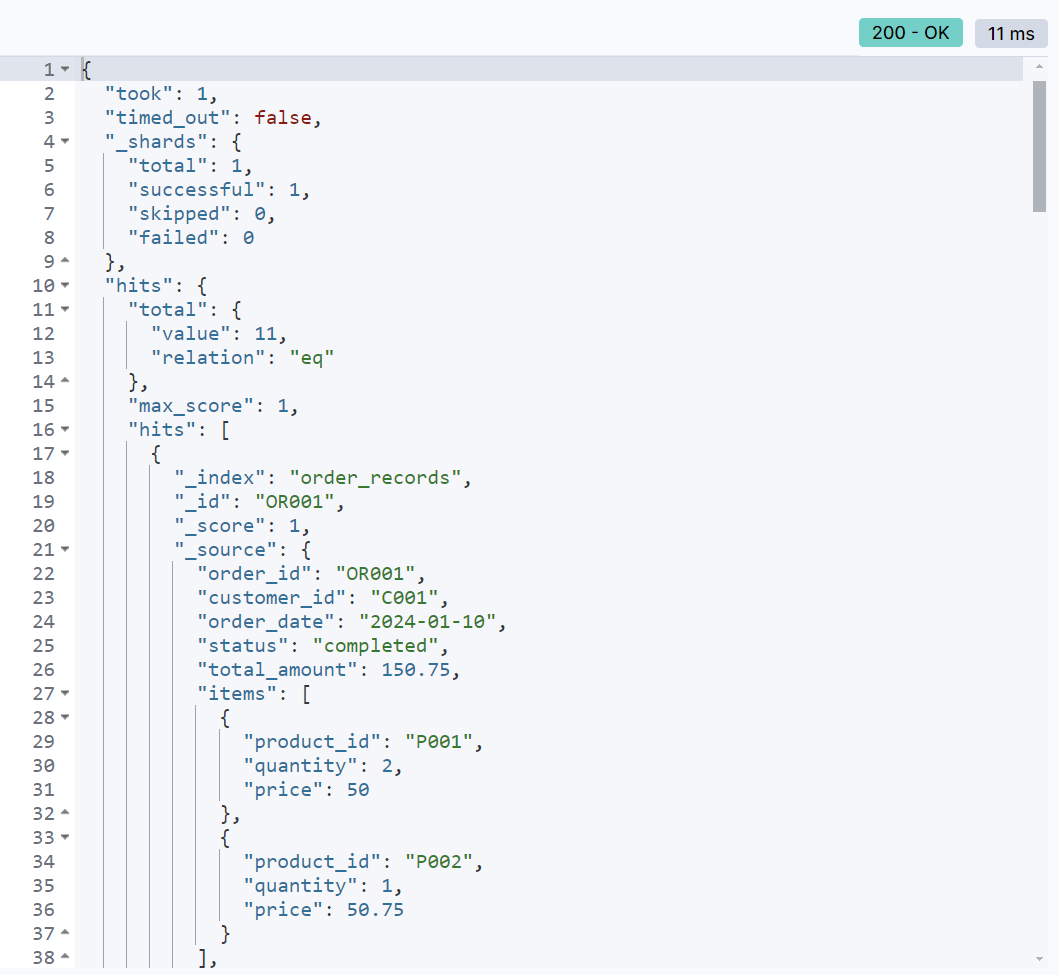 200 - OK 11 ms
1 {
2 "took": 1,
3 "timed_out": false,
4 "_shards": {
5 "total": 1,
6 "successful": 1,
7 "skipped": 0,
8 "failed": 0
9 },
10 "hits": {
11 "total": {
12 "value": 11,
13 "relation": "eq"
14 },
15 "max_score": 1,
16 "hits": [
17 {
18 "_index": "order_records",
19 "_id": "OR001",
20 "_score": 1,
21 "_source": {
22 "order_id": "OR001",
23 "customer_id": "C001",
24 "order_date": "2024-01-10",
25 "status": "completed",
26 "total_amount": 150.75,
27 "items": [
28 {
29 "product_id": "P001",
30 "quantity": 2,
31 "price": 50
32 },
33 {
34 "product_id": "P002",
35 "quantity": 1,
36 "price": 50.75
37 }
38 ],